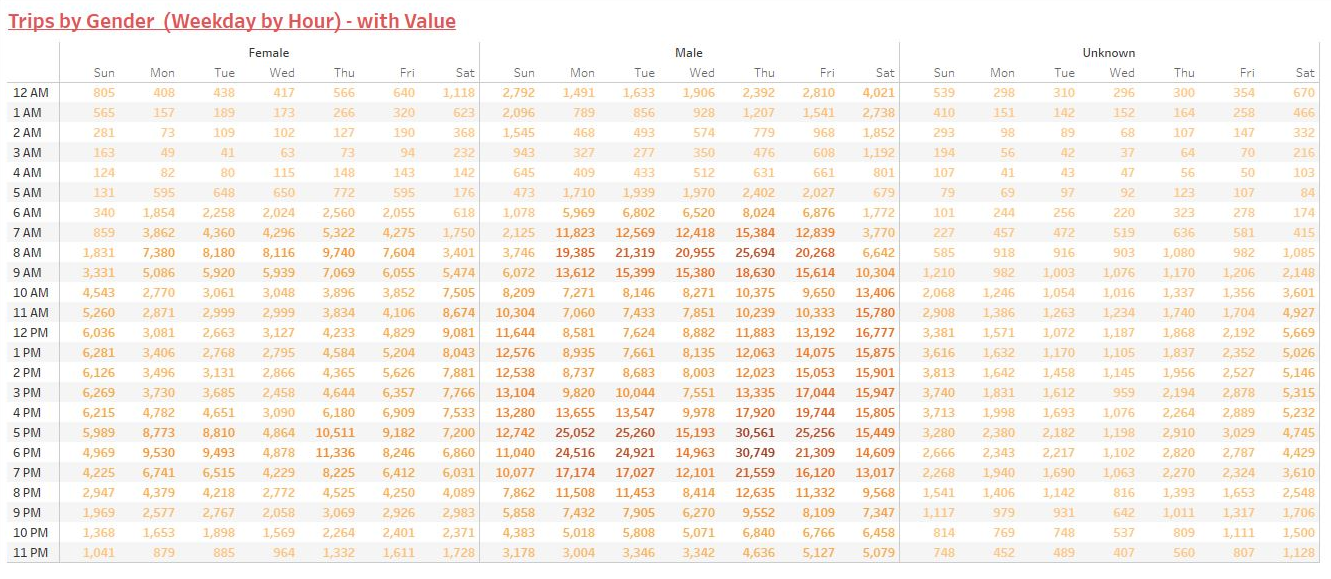 Trips by Gender (Weekday by Hour) - with Value
Female Male Unknown
Sun Mon Tue Wed Thu Fri Sat Sun Mon Tue Wed Thu Fri Sat Sun Mon Tue Wed Thu Fri Sat
12 AM 805 408 438 417 566 640 1,118 2,792 1,491 1,633 1,906 2,392 2,810 4,021 539 298 310 296 300 354 670
1 AM 565 157 189 173 266 320 623 2,096 789 856 928 1,207 1,541 2,738 410 151 142 152 164 258 466
2 AM 281 73 109 102 127 190 368 1,545 468 493 574 779 968 1,852 293 98 89 68 107 147 332
3 AM 163 49 41 63 73 94 232 943 327 277 350 476 608 1,192 194 56 42 37 64 70 216
4 AM 124 82 80 115 148 143 142 645 409 433 512 631 661 801 107 41 43 47 56 50 103
5 AM 131 595 648 650 772 595 176 473 1,710 1,939 1,970 2,402 2,027 679 79 69 97 92 123 107 84
6 AM 340 1,854 2,258 2,024 2,560 2,055 618 1,078 5,969 6,802 6,520 8,024 6,876 1,772 101 244 256 220 323 278 174
7 AM 859 3,862 4,360 4,296 5,322 4,275 1,750 2,125 11,823 12,569 12,418 15,384 12,839 3,770 227 457 472 519 636 581 415
8 AM 1,831 7,380 8,180 8,116 9,740 7,604 3,401 3,746 19,385 21,319 20,955 25,694 20,268 6,642 585 918 916 903 1,080 982 1,085
9 AM 3,331 5,086 5,920 5,939 7,069 6,055 5,474 6,072 13,612 15,399 15,380 18,630 15,614 10,304 1,210 982 1,003 1,076 1,170 1,206 2,148
10 AM 4,543 2,770 3,061 3,048 3,896 3,852 7,505 8,209 7,271 8,146 8,271 10,375 9,650 13,406 2,068 1,246 1,054 1,016 1,337 1,356 3,601
11 AM 5,260 2,871 2,999 2,999 3,834 4,106 8,674 10,304 7,060 7,433 7,851 10,239 10,333 15,780 2,908 1,386 1,263 1,234 1,740 1,704 4,927
12 PM 6,036 3,081 2,663 3,127 4,233 4,829 9,081 11,644 8,581 7,624 8,882 11,883 13,192 16,777 3,381 1,571 1,072 1,187 1,868 2,192 5,669
1 PM 6,281 3,406 2,768 2,795 4,584 5,204 8,043 12,576 8,935 7,661 8,135 12,063 14,075 15,875 3,616 1,632 1,170 1,105 1,837 2,352 5,026
2 PM 6,126 3,496 3,131 2,866 4,365 5,626 7,881 12,538 8,737 8,683 8,003 12,023 15,053 15,901 3,813 1,642 1,458 1,145 1,956 2,527 5,146
3 PM 6,269 3,730 3,685 2,458 4,644 6,357 7,766 13,104 9,820 10,044 7,551 13,335 17,044 15,947 3,740 1,831 1,612 959 2,194 2,878 5,315
4 PM 6,215 4,782 4,651 3,090 6,180 6,909 7,533 13,280 13,655 13,547 9,978 17,920 19,744 15,805 3,713 1,998 1,693 1,076 2,264 2,889 5,232
5 PM 5,989 8,773 8,810 4,864 10,511 9,182 7,200 12,742 25,052 25,260 15,193 30,561 25,256 15,449 3,280 2,380 2,182 1,198 2,910 3,029 4,745
6 PM 4,969 9,530 9,493 4,878 11,336 8,246 6,860 11,040 24,516 24,921 14,963 30,749 21,309 14,609 2,666 2,343 2,217 1,102 2,820 2,787 4,429
7 PM 4,225 6,741 6,515 4,229 8,225 6,412 6,031 10,077 17,174 17,027 12,101 21,559 16,120 13,017 2,268 1,940 1,690 1,063 2,270 2,324 3,610
8 PM 2,947 4,379 4,218 2,772 4,525 4,250 4,089 7,862 11,508 11,453 8,414 12,635 11,332 9,568 1,541 1,406 1,142 816 1,393 1,653 2,548
9 PM 1,969 2,577 2,767 2,058 3,069 2,926 2,983 5,858 7,432 7,905 6,270 9,552 8,109 7,347 1,117 979 931 642 1,011 1,317 1,706
10 PM 1,368 1,653 1,898 1,569 2,264 2,401 2,371 4,383 5,018 5,808 5,071 6,840 6,766 6,458 814 769 748 537 809 1,111 1,500
11 PM 1,041 879 885 964 1,332 1,611 1,728 3,178 3,004 3,346 3,342 4,636 5,127 5,079 748 452 489 407 560 807 1,128